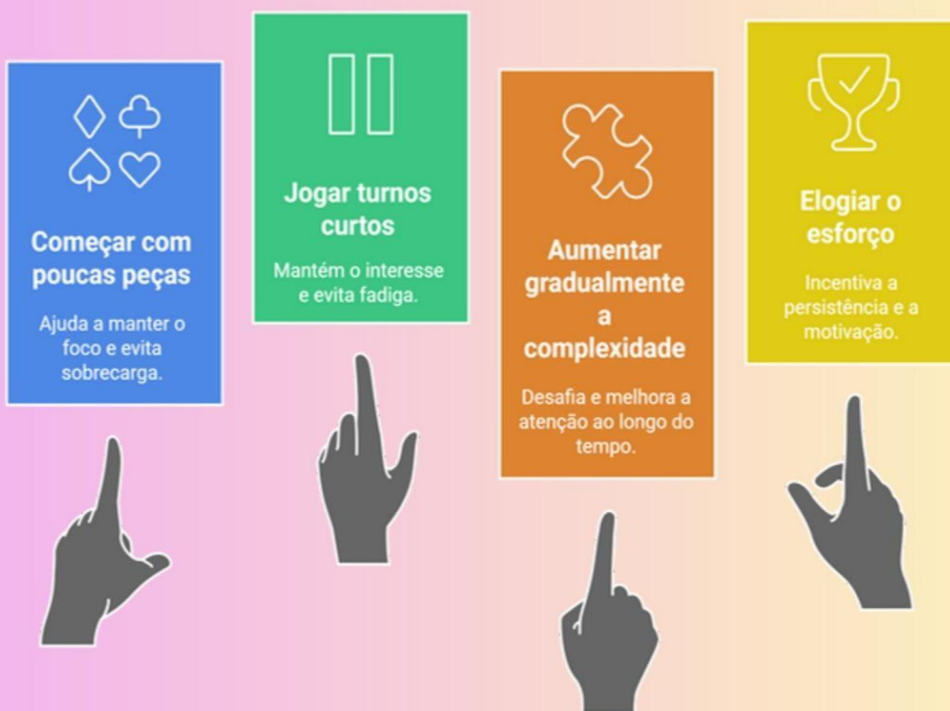 Começar com
poucas peças
Ajuda a manter o
foco e evita
sobrecarga.
Jogar turnos
curtos
Mantém o interesse
e evita fadiga.
Aumentar
gradualmente
a
complexidade
Desafia e melhora a
atenção ao longo do
tempo.
Elogiar o
esforço
Incentiva a
persistência e a
motivação.